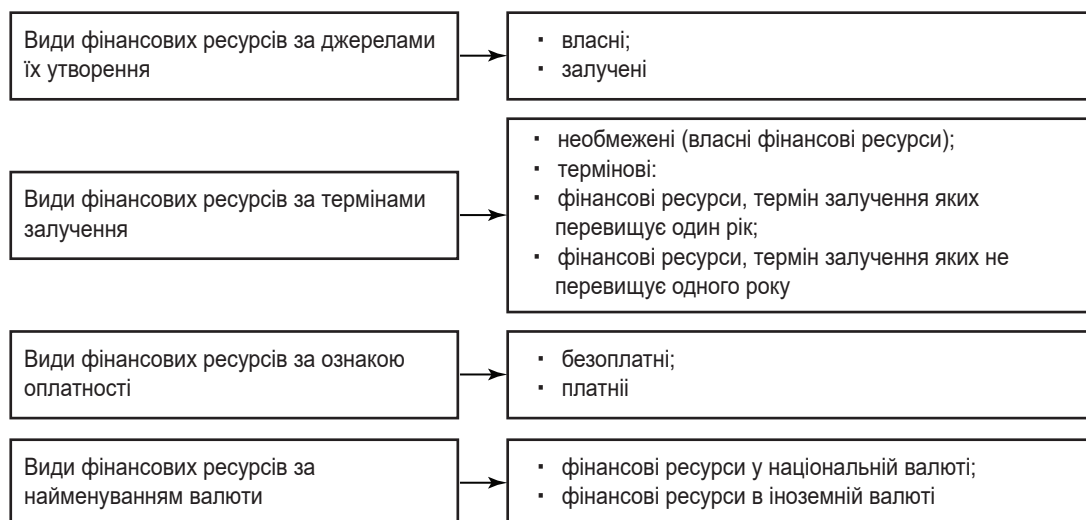 Види фінансових ресурсів за джерелами
їх утворення
· власні;
· залучені
Види фінансових ресурсів за термінами
залучення
· необмежені (власні фінансові ресурси);
· термінові:
· фінансові ресурси, термін залучення яких
перевищує один рік;
· фінансові ресурси, термін залучення яких не
перевищує одного року
Види фінансових ресурсів за ознакою
оплатності
· безоплатні;
· платніі
Види фінансових ресурсів за
найменуванням валюти
· фінансові ресурси у національній валюті;
· фінансові ресурси в іноземній валюті